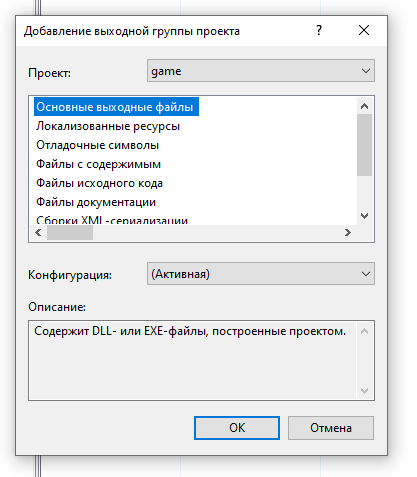 Добавление выходной группы проекта
?
Проект: game
Основные выходные файлы
Локализованные ресурсы
Отладочные символы
Файлы с содержимым
Файлы исходного кода
Файлы документации
Сборки XML-сериализации
Конфигурация: (Активная)
Описание:
Содержит DLL- или EXE-файлы, построенные проектом.
OK Отмена